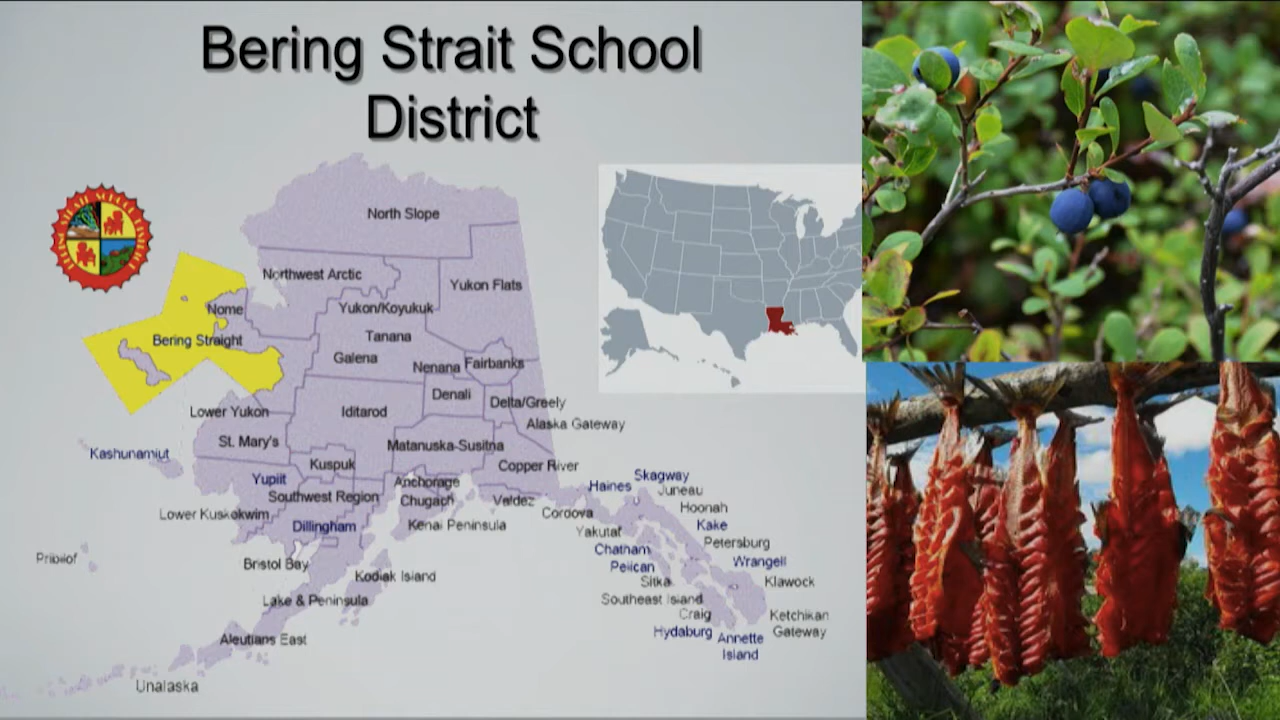 Bering Strait School
District
North Slope
Northwest Arctic
Yukon Flats
Nome
Yukon/Koyukuk
Bering Straight
Tanana
Galena
Nenana
Fairbanks
Denali
Delta/Greely
Lower Yukon
Iditarod
Alaska Gateway
St. Mary's
Matanuska-Susitna
Kashunamiut
Kuspuk
Copper River
Yupiit
Anchorage
Skagway
Haines
Juneau
Southwest Region
Chugach
Valdez
Hoonah
Lower Kuskokwim
Cordova
Dillingham
Kenai Peninsula
Kake
Yakutat
Petersburg
Chatham
Pribilof
Bristol Bay
Pelican
Wrangell
Kodiak Island
Sitka
Klawock
Lake & Peninsula
Southeast Island
Craig
Ketchikan
Gateway
Aleutians East
Hydaburg
Annette
Island
Unalaska